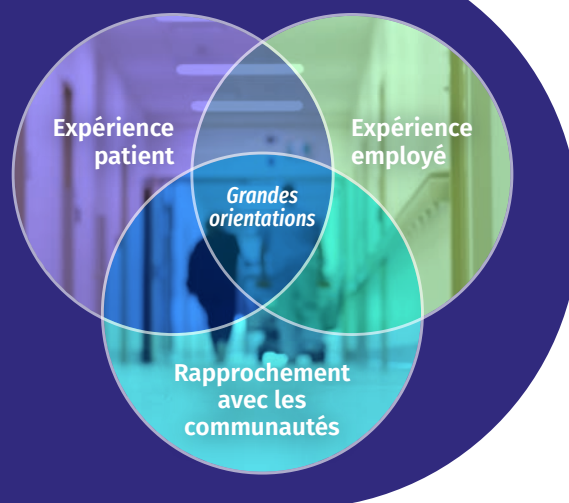 Expérience
patient
Expérience
employé
Grandes
orientations
Rapprochement
avec les
communautés